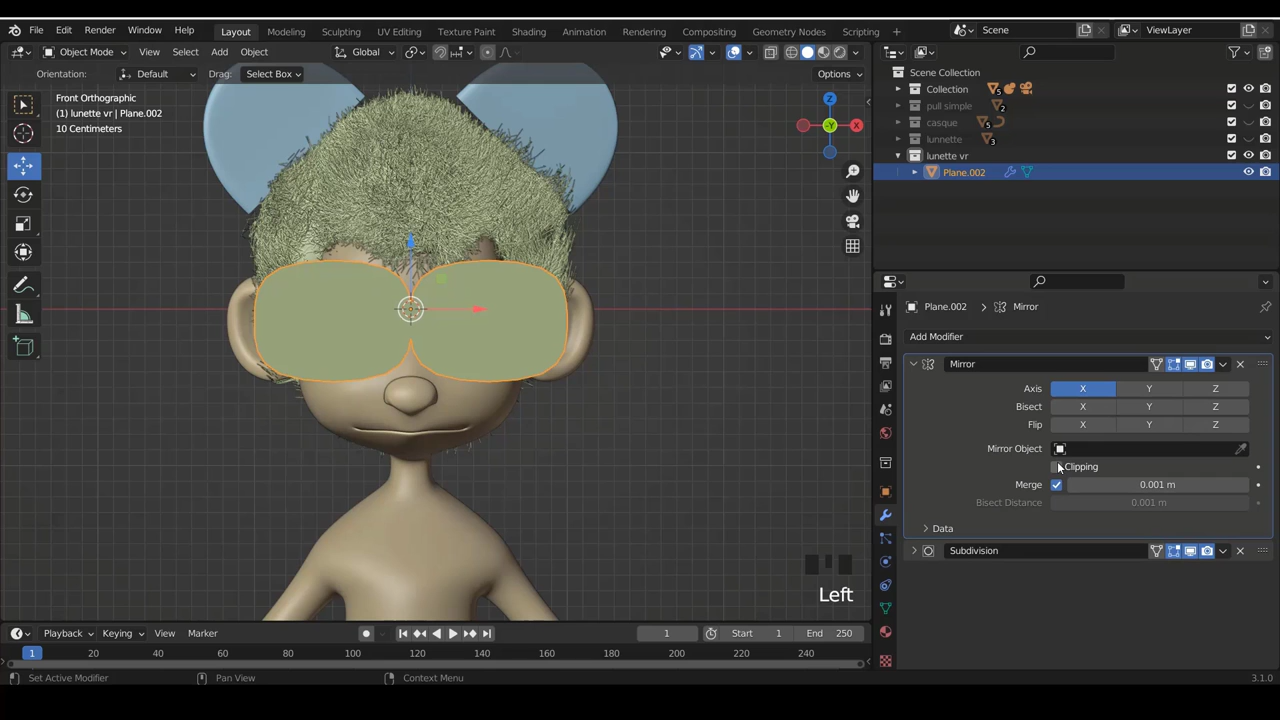 File Edit Render Window Help Layout Modeling Sculpting UV Editing Texture Paint Shading Animation Rendering Compositing Geometry Nodes Scripting + Scene ViewLayer
Object Mode View Select Add Object Global
Orientation: Default Drag: Select Box Options
Front Orthographic
(1) lunette vr | Plane.002
10 Centimeters
Z
-Y
X
Scene Collection
Collection 5
pull simple 2
casque 5
lunnette 3
lunette vr
Plane.002
Plane.002 > Mirror
Add Modifier
Mirror
Axis X Y Z
Bisect X Y Z
Flip X Y Z
Mirror Object
Clipping
Merge 0.001 m
Bisect Distance 0.001 m
Data
Subdivision
Left
Playback Keying View Marker 1 Start 1 End 250
1 20 40 60 80 100 120 140 160 180 200 220 240
Set Active Modifier Pan View Context Menu 3.1.0